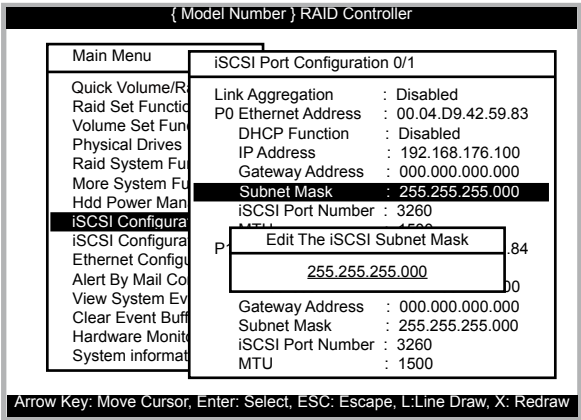 { Model Number } RAID Controller
Main Menu
Quick Volume/R
Raid Set Functio
Volume Set Fun
Physical Drives
Raid System Fu
More System Fu
Hdd Power Man
iSCSI Configura
iSCSI Configura
Ethernet Configu
Alert By Mail Co
View System Ev
Clear Event Buff
Hardware Monito
System informat
iSCSI Port Configuration 0/1
Link Aggregation : Disabled
P0 Ethernet Address : 00.04.D9.42.59.83
DHCP Function : Disabled
IP Address : 192.168.176.100
Gateway Address : 000.000.000.000
Subnet Mask : 255.255.255.000
iSCSI Port Number : 3260
MTU : 1500
P1 .84
Edit The iSCSI Subnet Mask
255.255.255.000
00
Gateway Address : 000.000.000.000
Subnet Mask : 255.255.255.000
iSCSI Port Number : 3260
MTU : 1500
Arrow Key: Move Cursor, Enter: Select, ESC: Escape, L:Line Draw, X: Redraw